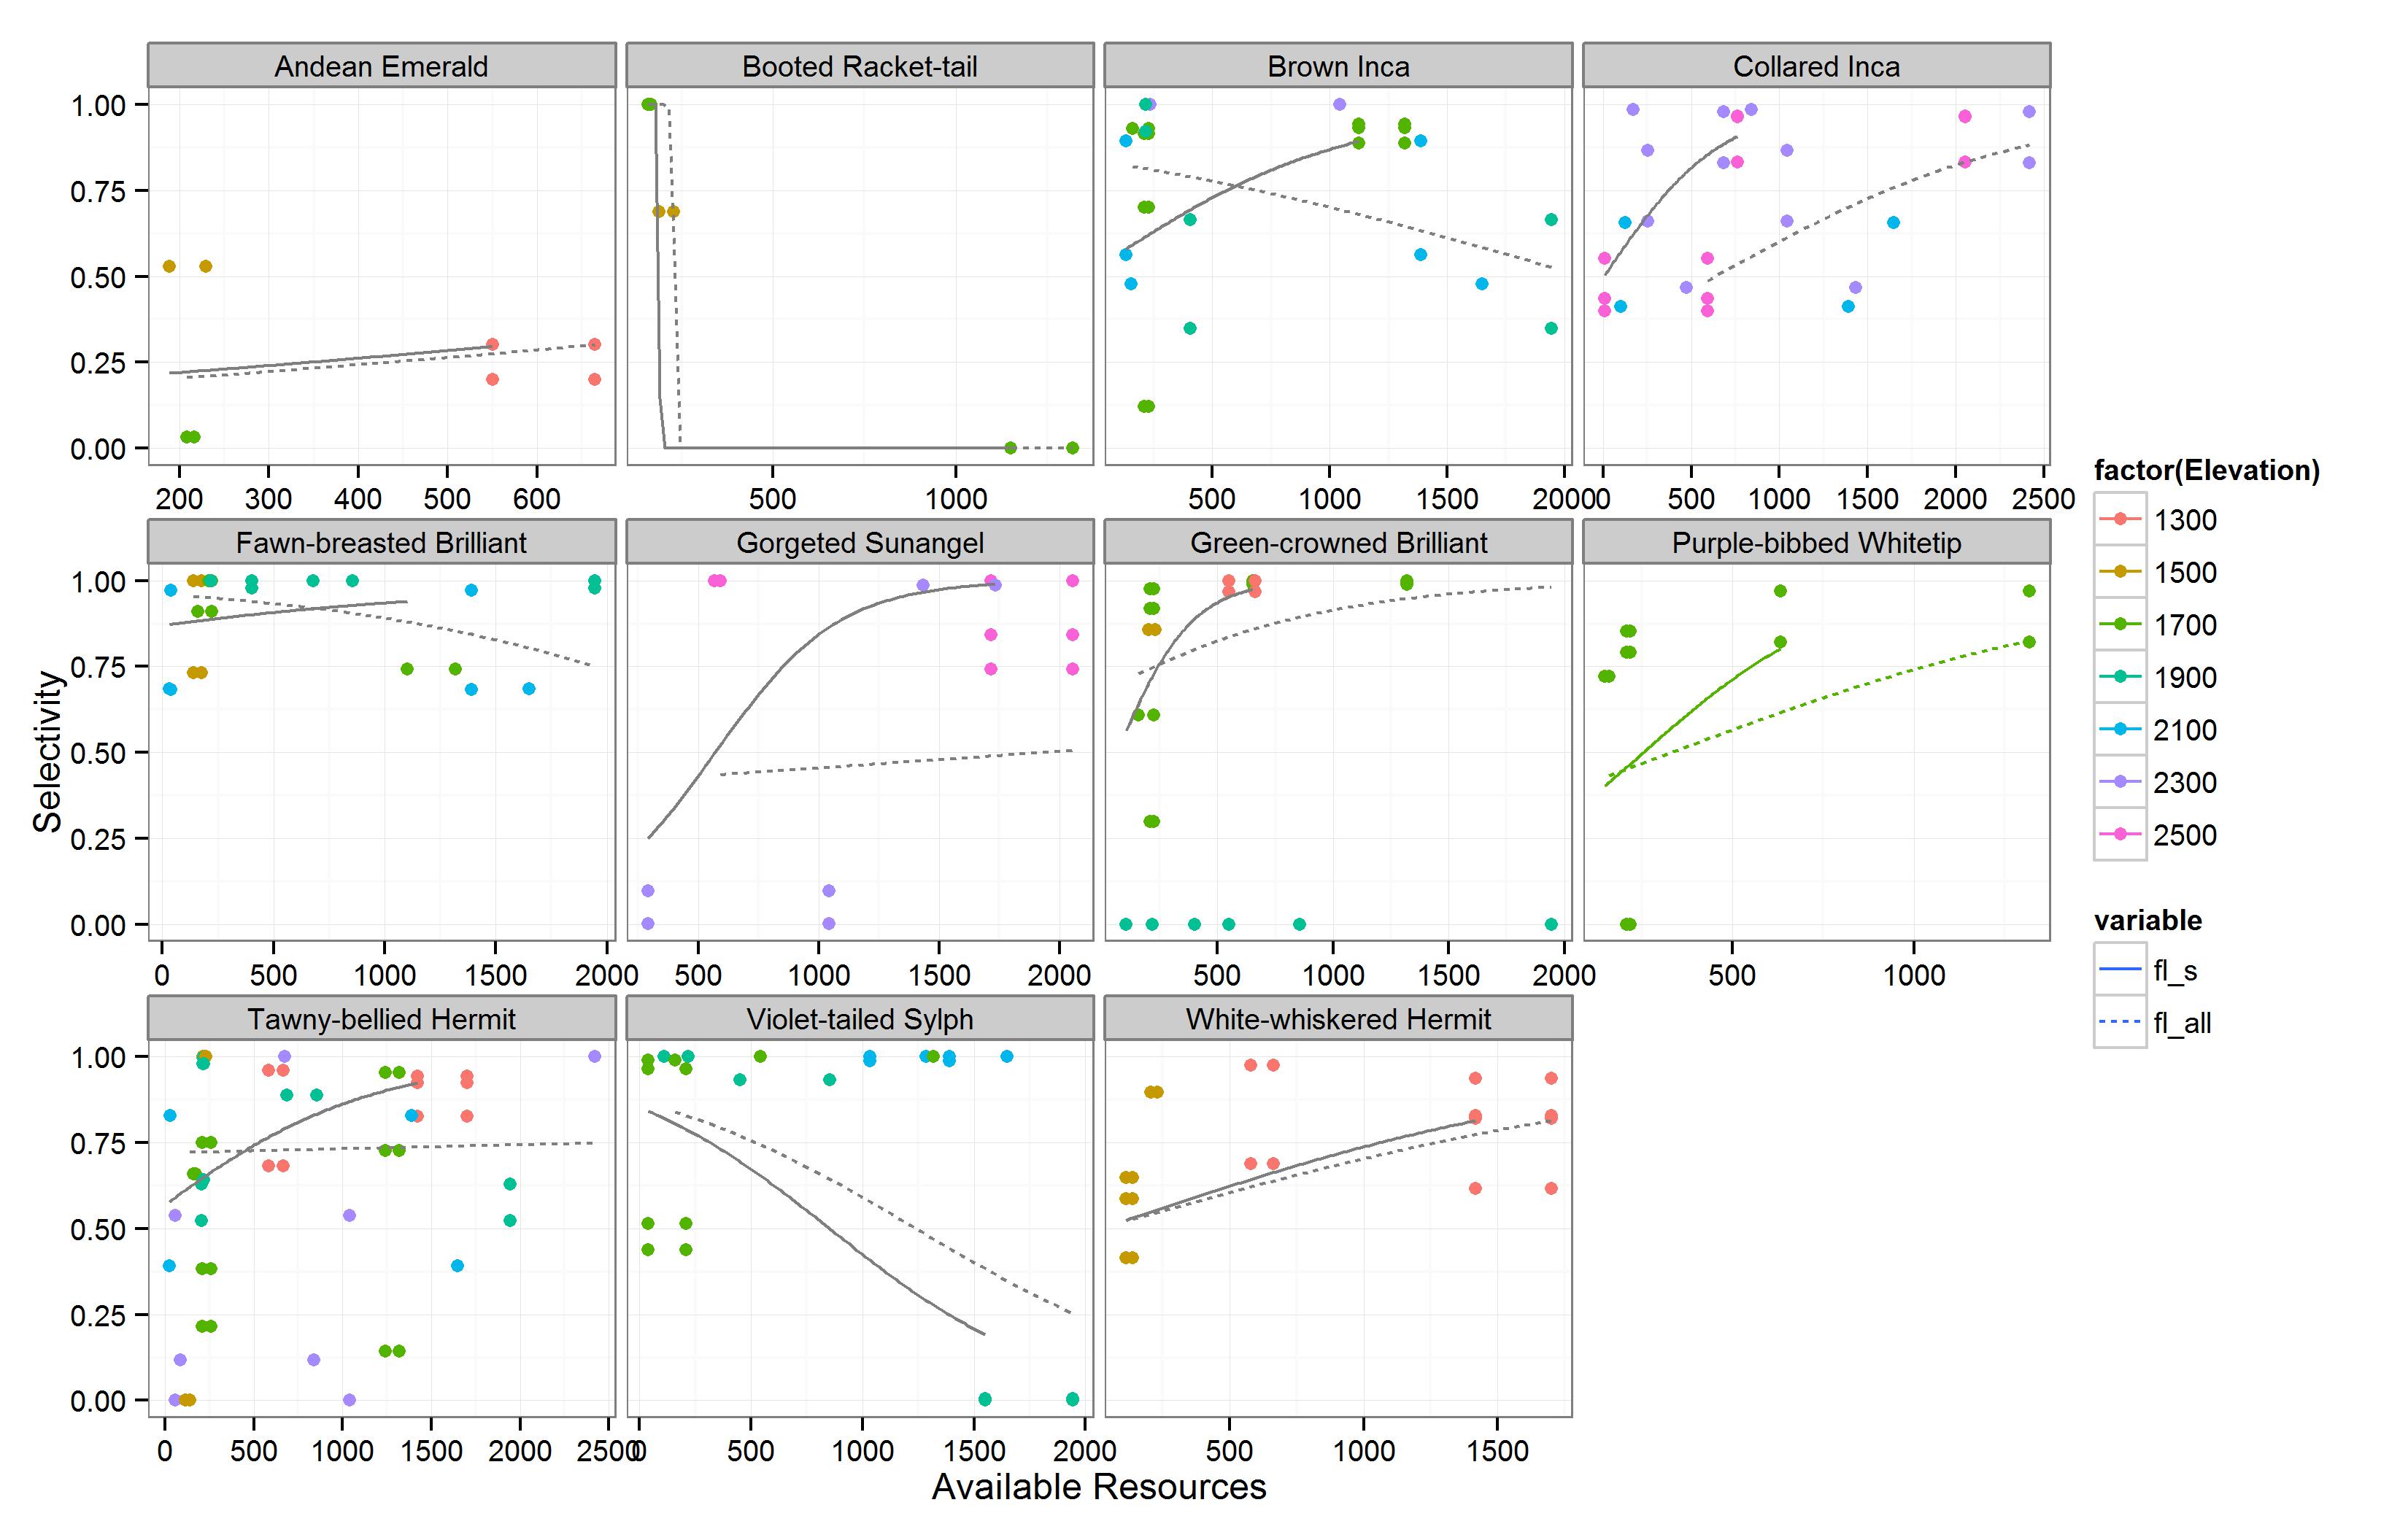 Andean Emerald Booted Racket-tail Brown Inca Collared Inca
1.00
0.75
0.50
0.25
0.00
200 300 400 500 600 500 1000 500 1000 1500 2000 0 500 1000 1500 2000 2500
Fawn-breasted Brilliant Gorgeted Sunangel Green-crowned Brilliant Purple-bibbed Whitetip
1.00
0.75
0.50
0.25
0.00
0 500 1000 1500 2000 500 1000 1500 2000 500 1000 1500 2000 500 1000
Tawny-bellied Hermit Violet-tailed Sylph White-whiskered Hermit
1.00
0.75
0.50
0.25
0.00
0 500 1000 1500 2000 2500 0 500 1000 1500 2000 500 1000 1500
Available Resources
Selectivity
factor(Elevation)
1300
1500
1700
1900
2100
2300
2500
variable
fl_s
fl_all